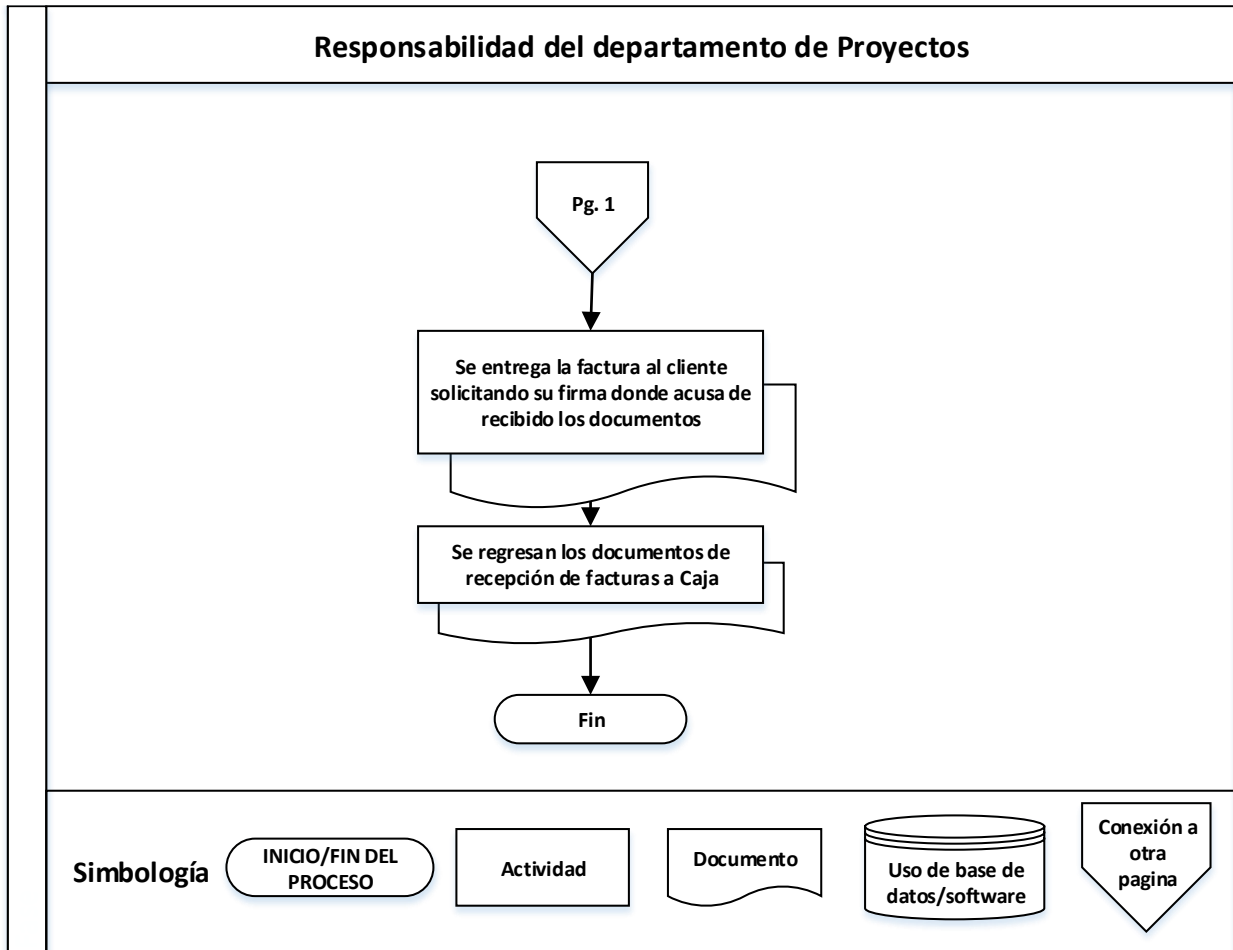 Responsabilidad del departamento de Proyectos
Pg. 1
Se entrega la factura al cliente
solicitando su firma donde acusa de
recibido los documentos
Se regresan los documentos de
recepción de facturas a Caja
Fin
Simbología
INICIO/FIN DEL
PROCESO
Actividad
Documento
Uso de base de
datos/software
Conexión a
otra
pagina